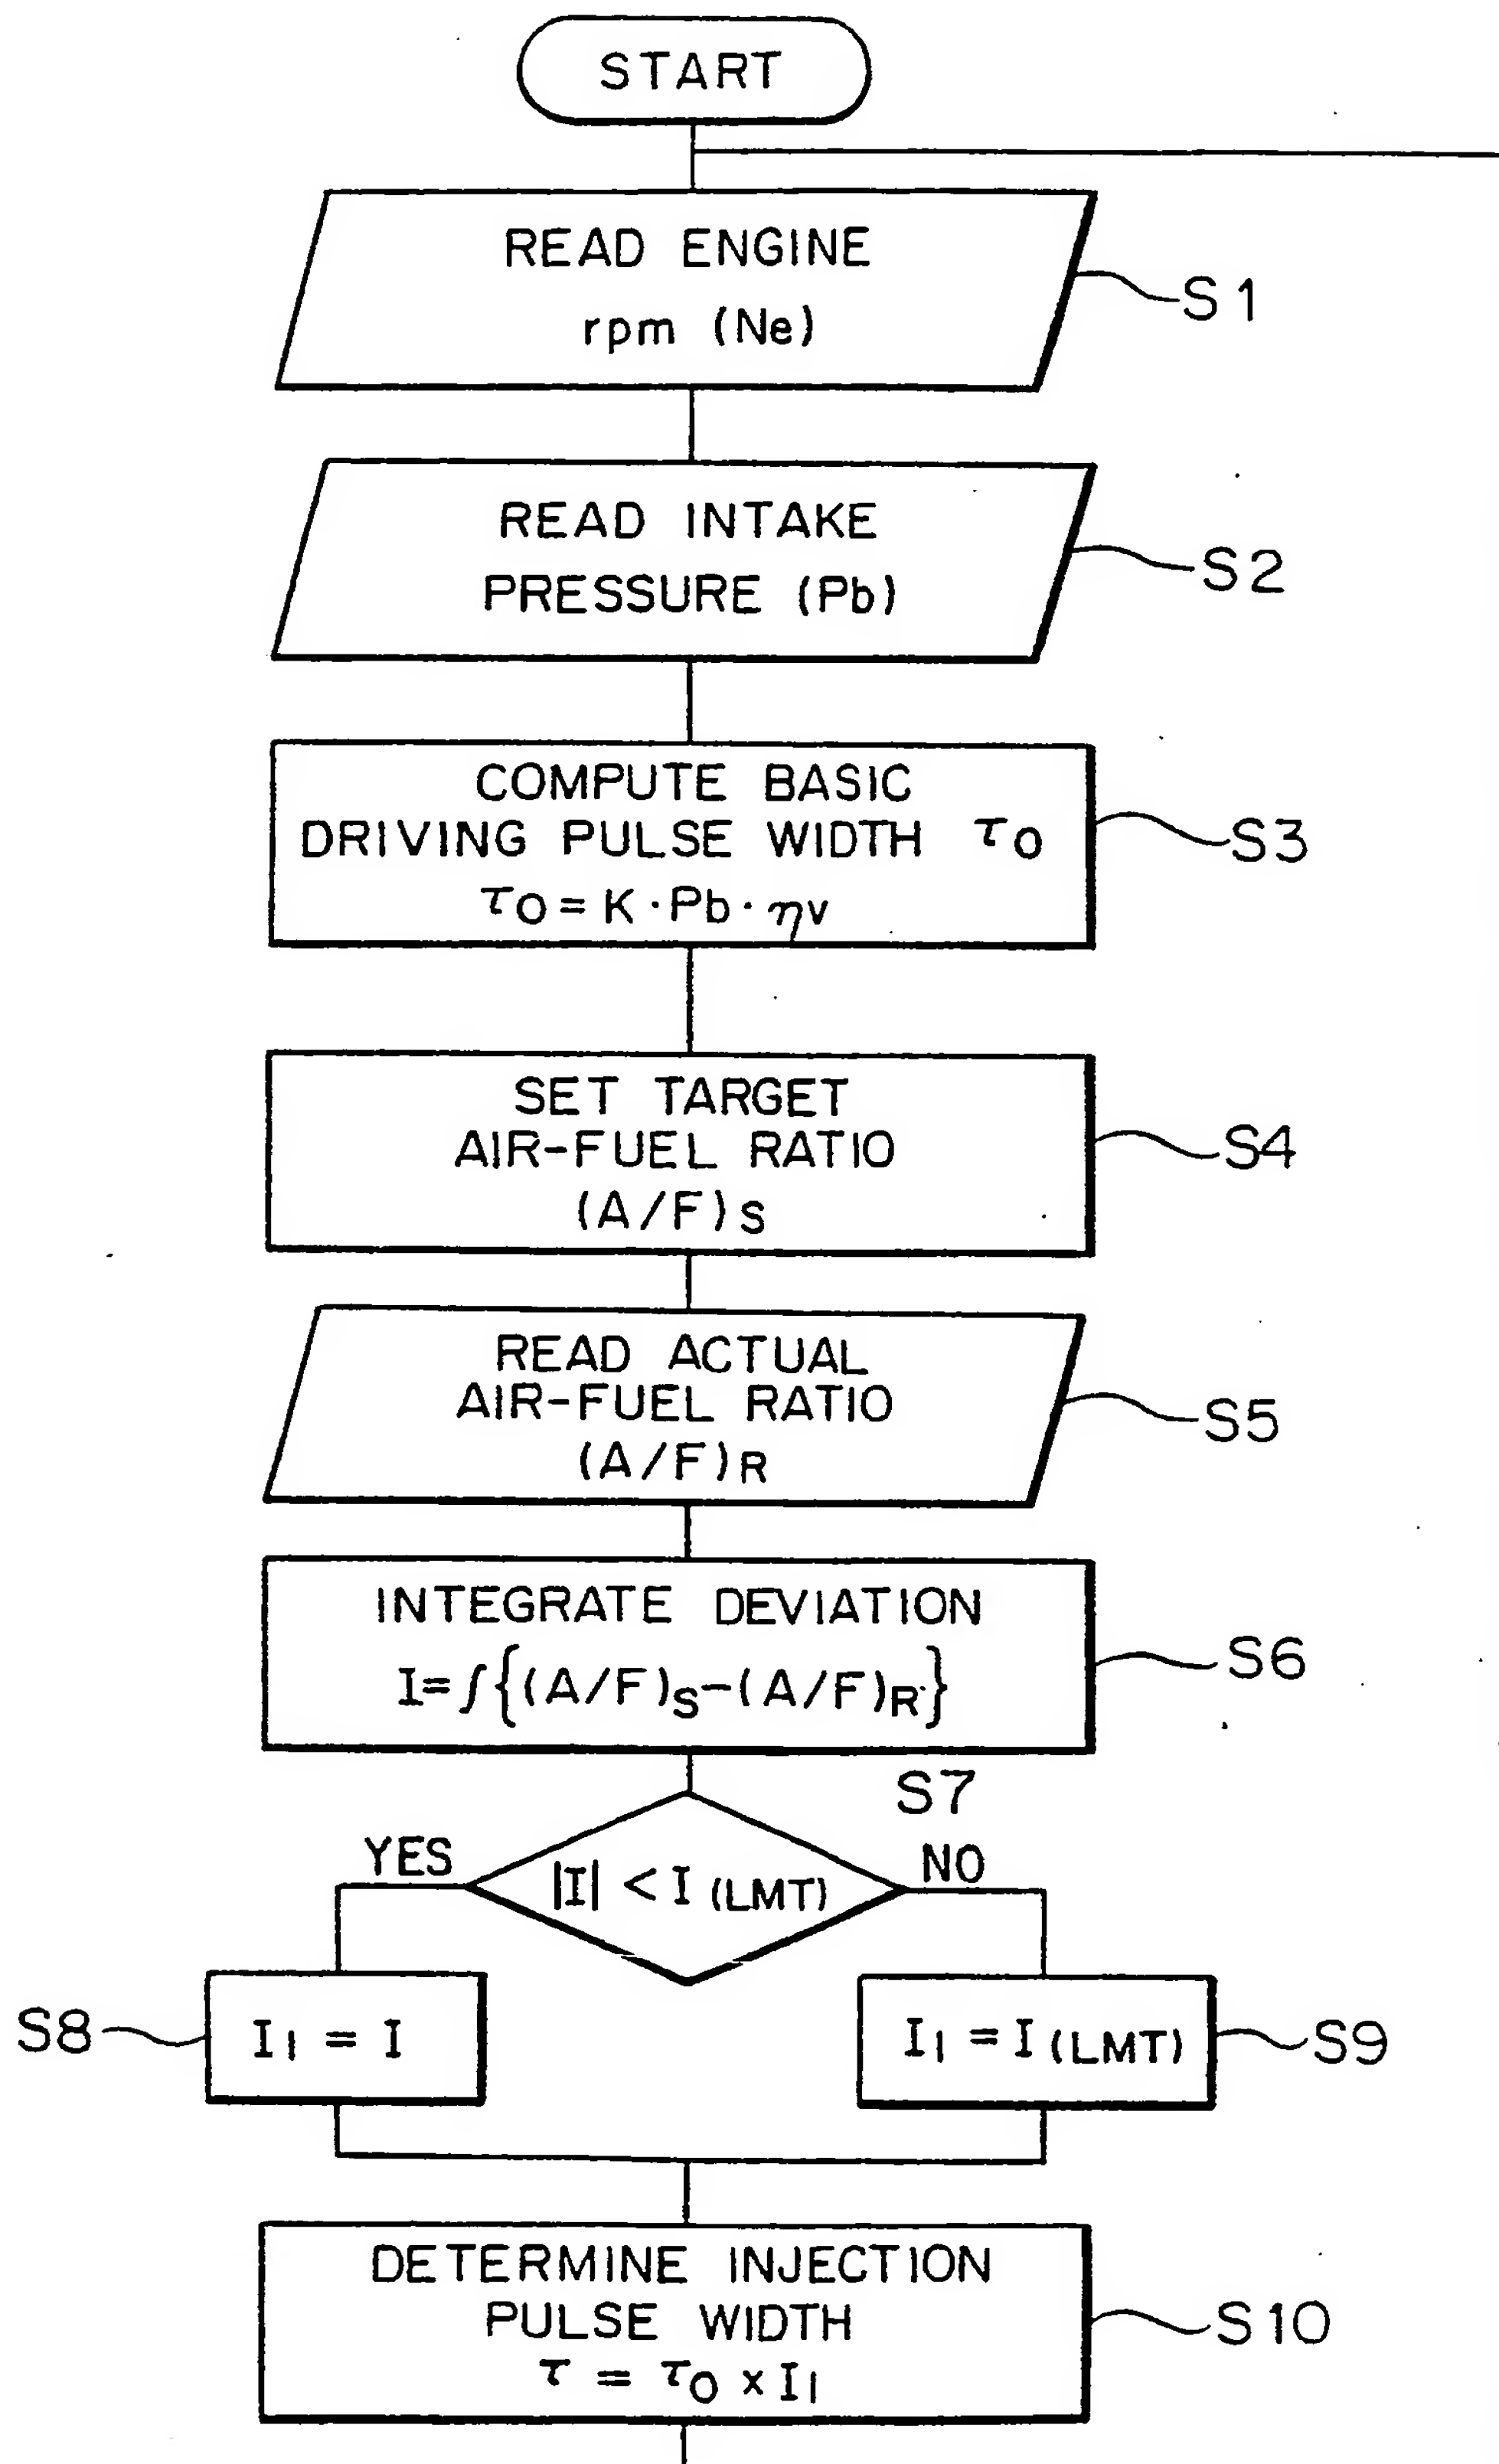 START
READ ENGINE
rpm (Ne)
S1
READ INTAKE
PRESSURE (Pb)
S2
COMPUTE BASIC
DRIVING PULSE WIDTH τo
τo = K · Pb · ηv
S3
SET TARGET
AIR-FUEL RATIO
(A/F)S
S4
READ ACTUAL
AIR-FUEL RATIO
(A/F)R
S5
INTEGRATE DEVIATION
I=∫{(A/F)S-(A/F)R}
S6
S7
YES
|I| < I (LMT)
NO
S8
I1 = I
I1 = I (LMT)
S9
DETERMINE INJECTION
PULSE WIDTH
τ = τo x I1
S10